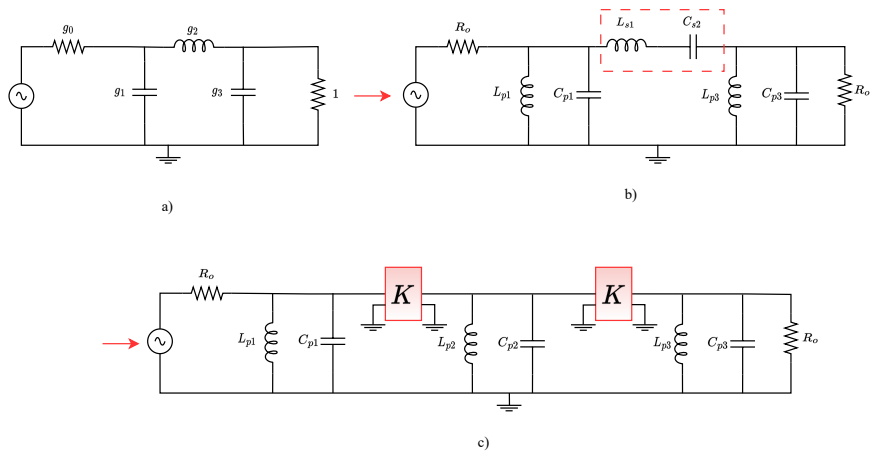 g₀
g₂
g₁
g₃
1
a)
Rₒ
Lₛ₁
Cₛ₂
Lₚ₁
Cₚ₁
Lₚ₃
Cₚ₃
Rₒ
b)
Rₒ
Lₚ₁
Cₚ₁
K
Lₚ₂
Cₚ₂
K
Lₚ₃
Cₚ₃
Rₒ
c)